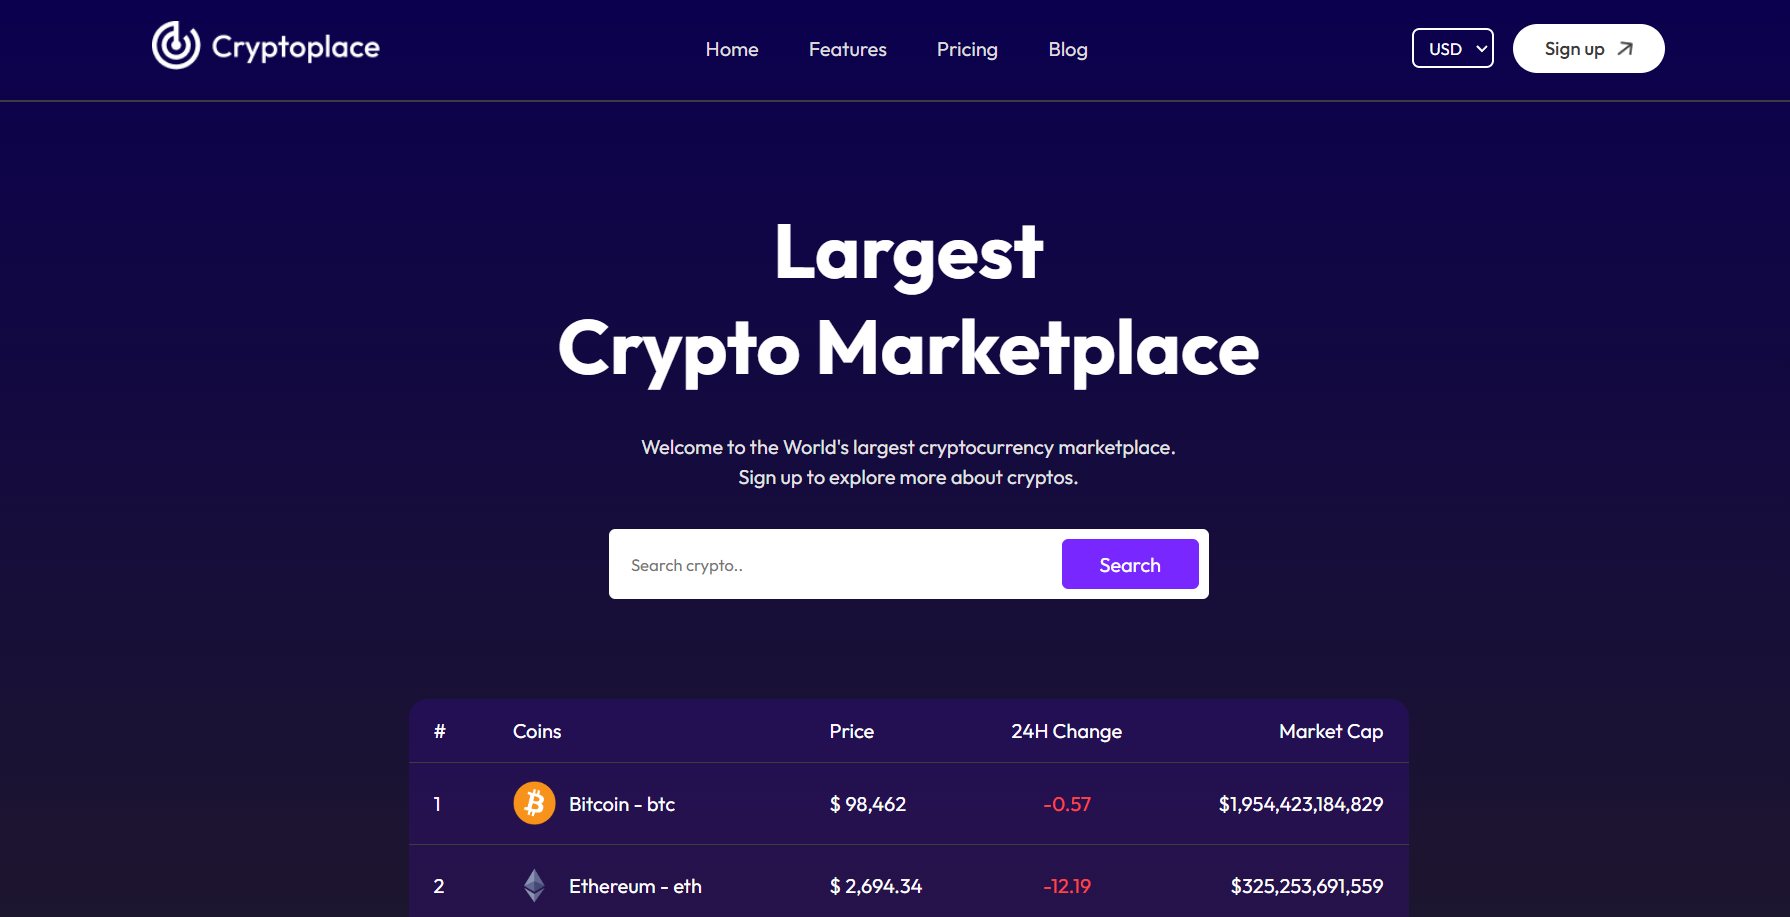 Cryptoplace
Home Features Pricing Blog
USD
Sign up
Largest
Crypto Marketplace
Welcome to the World's largest cryptocurrency marketplace.
Sign up to explore more about cryptos.
Search crypto..
Search
# Coins Price 24H Change Market Cap
1 Bitcoin - btc $ 98,462 -0.57 $1,954,423,184,829
2 Ethereum - eth $ 2,694.34 -12.19 $325,253,691,559